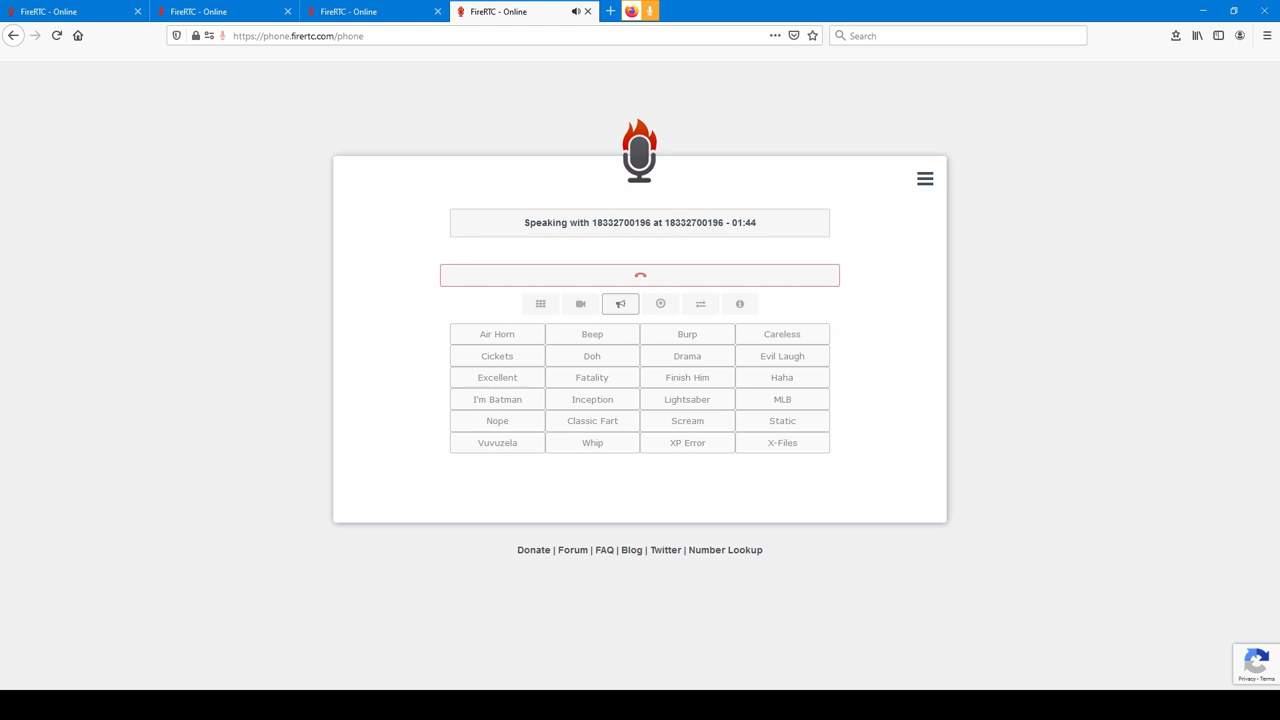 FireRTC - Online
FireRTC - Online
FireRTC - Online
FireRTC - Online
https://phone.firertc.com/phone
Search
Speaking with 18332700196 at 18332700196 - 01:44
Air Horn Beep Burp Careless
Cickets Doh Drama Evil Laugh
Excellent Fatality Finish Him Haha
I'm Batman Inception Lightsaber MLB
Nope Classic Fart Scream Static
Vuvuzela Whip XP Error X-Files
Donate | Forum | FAQ | Blog | Twitter | Number Lookup
Privacy - Terms